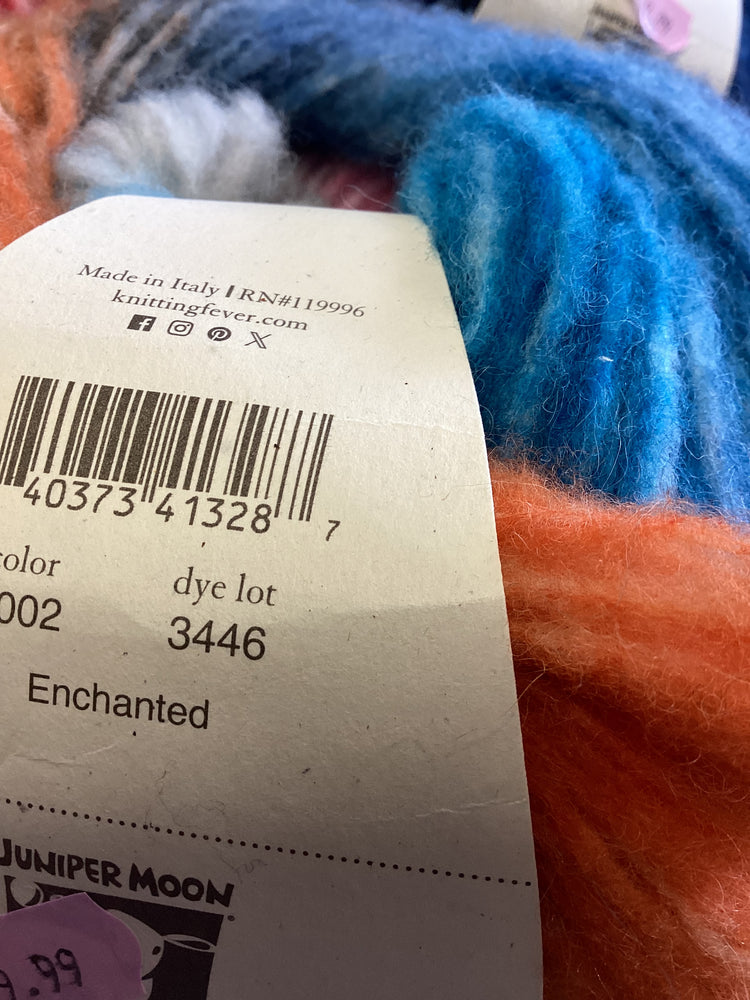 Made in Italy | RN#119996
knittingfever.com
40373 41328 7
color
002
dye lot
3446
Enchanted
JUNIPER MOON
9.99